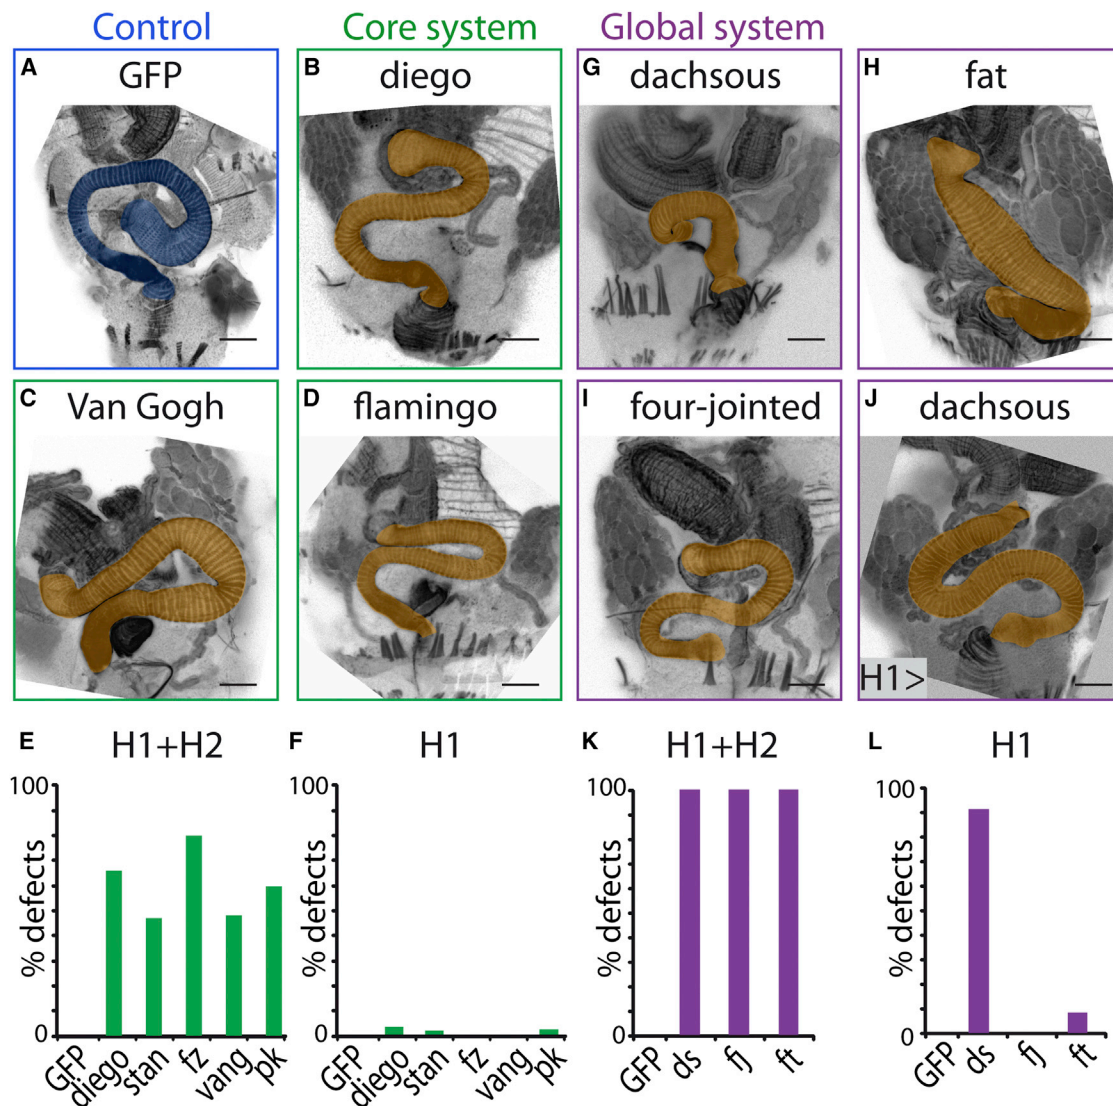 Control
Core system
Global system
A
GFP
B
diego
G
dachsous
H
fat
C
Van Gogh
D
flamingo
I
four-jointed
J
dachsous
H1>
E
H1+H2
% defects
100
0
GFP
diego
stan
fz
vang
pk
F
H1
% defects
100
0
GFP
diego
stan
fz
vang
pk
K
H1+H2
% defects
100
0
GFP
ds
fj
ft
L
H1
% defects
100
0
GFP
ds
fj
ft